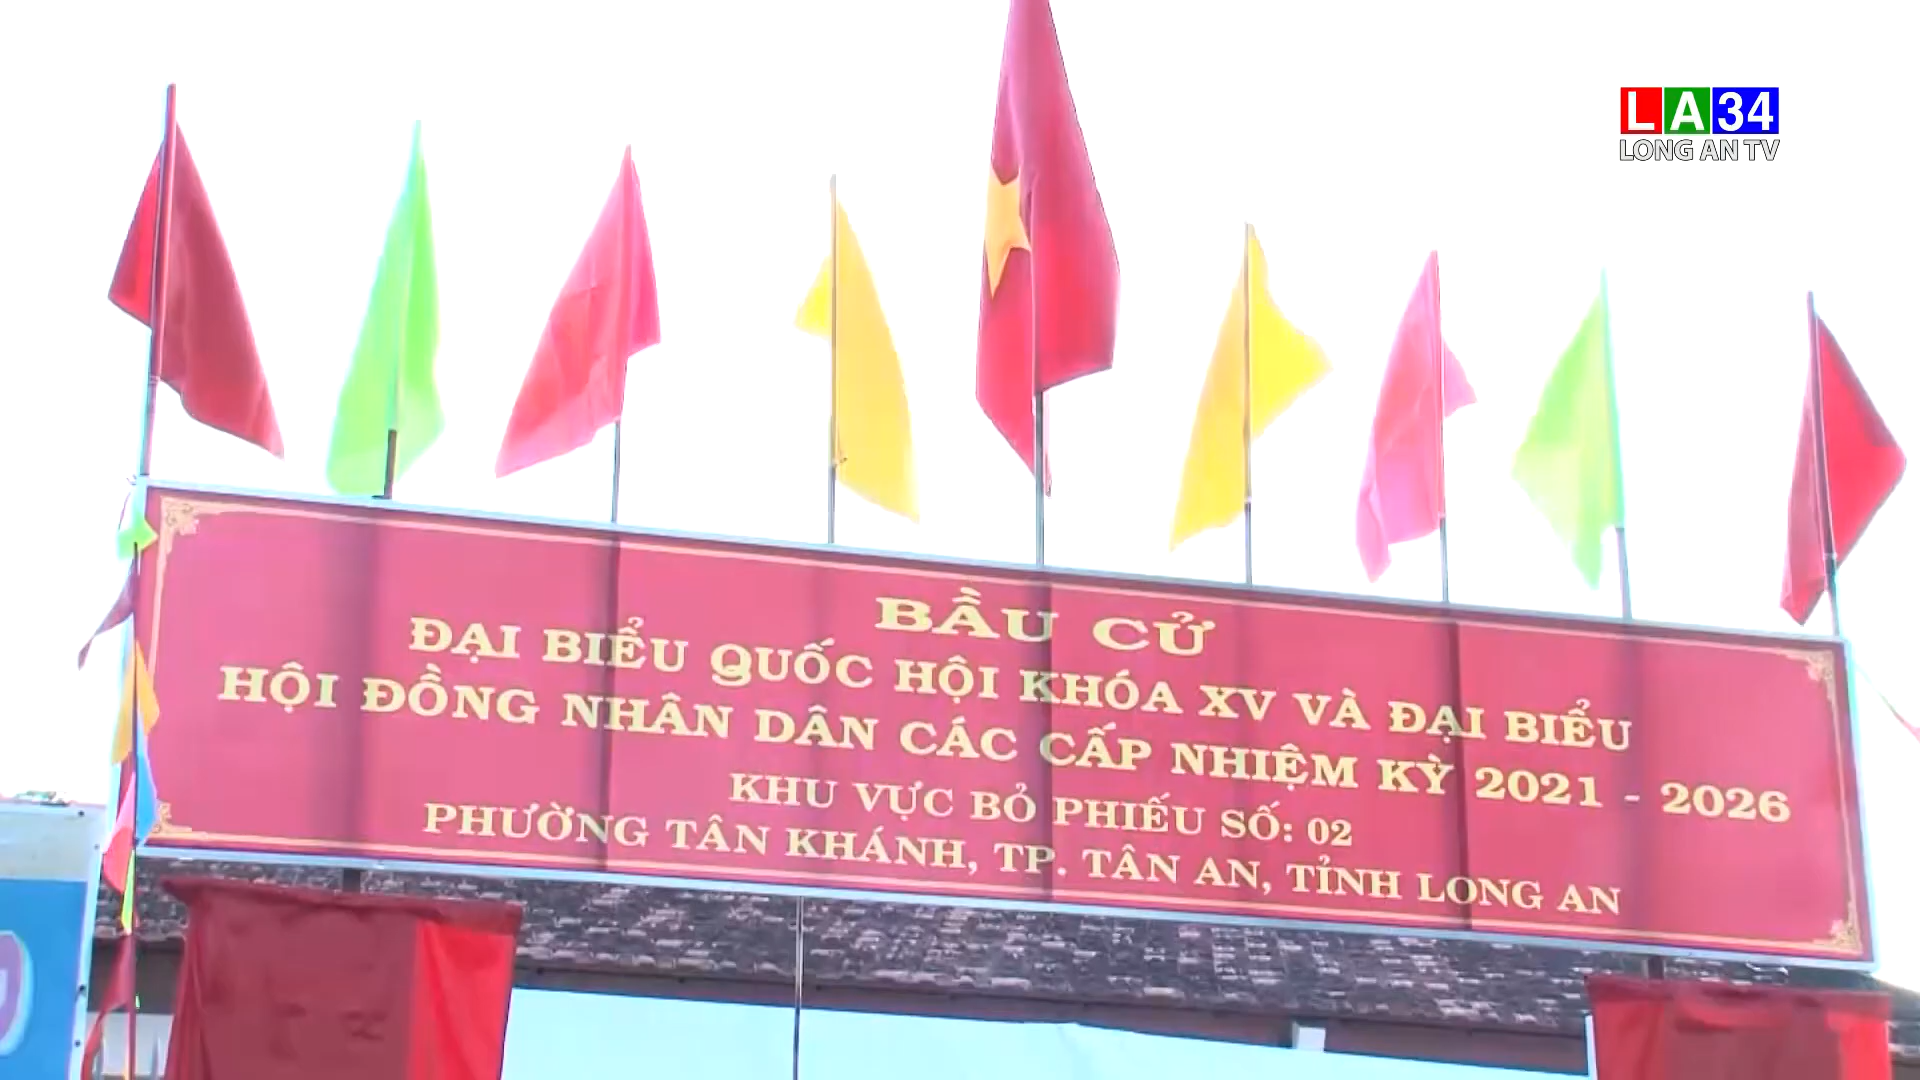 LA34
LONG AN TV
BẦU CỬ
ĐẠI BIỂU QUỐC HỘI KHÓA XV VÀ ĐẠI BIỂU
HỘI ĐỒNG NHÂN DÂN CÁC CẤP NHIỆM KỲ 2021 - 2026
KHU VỰC BỎ PHIẾU SỐ: 02
PHƯỜNG TÂN KHÁNH, TP. TÂN AN, TỈNH LONG AN